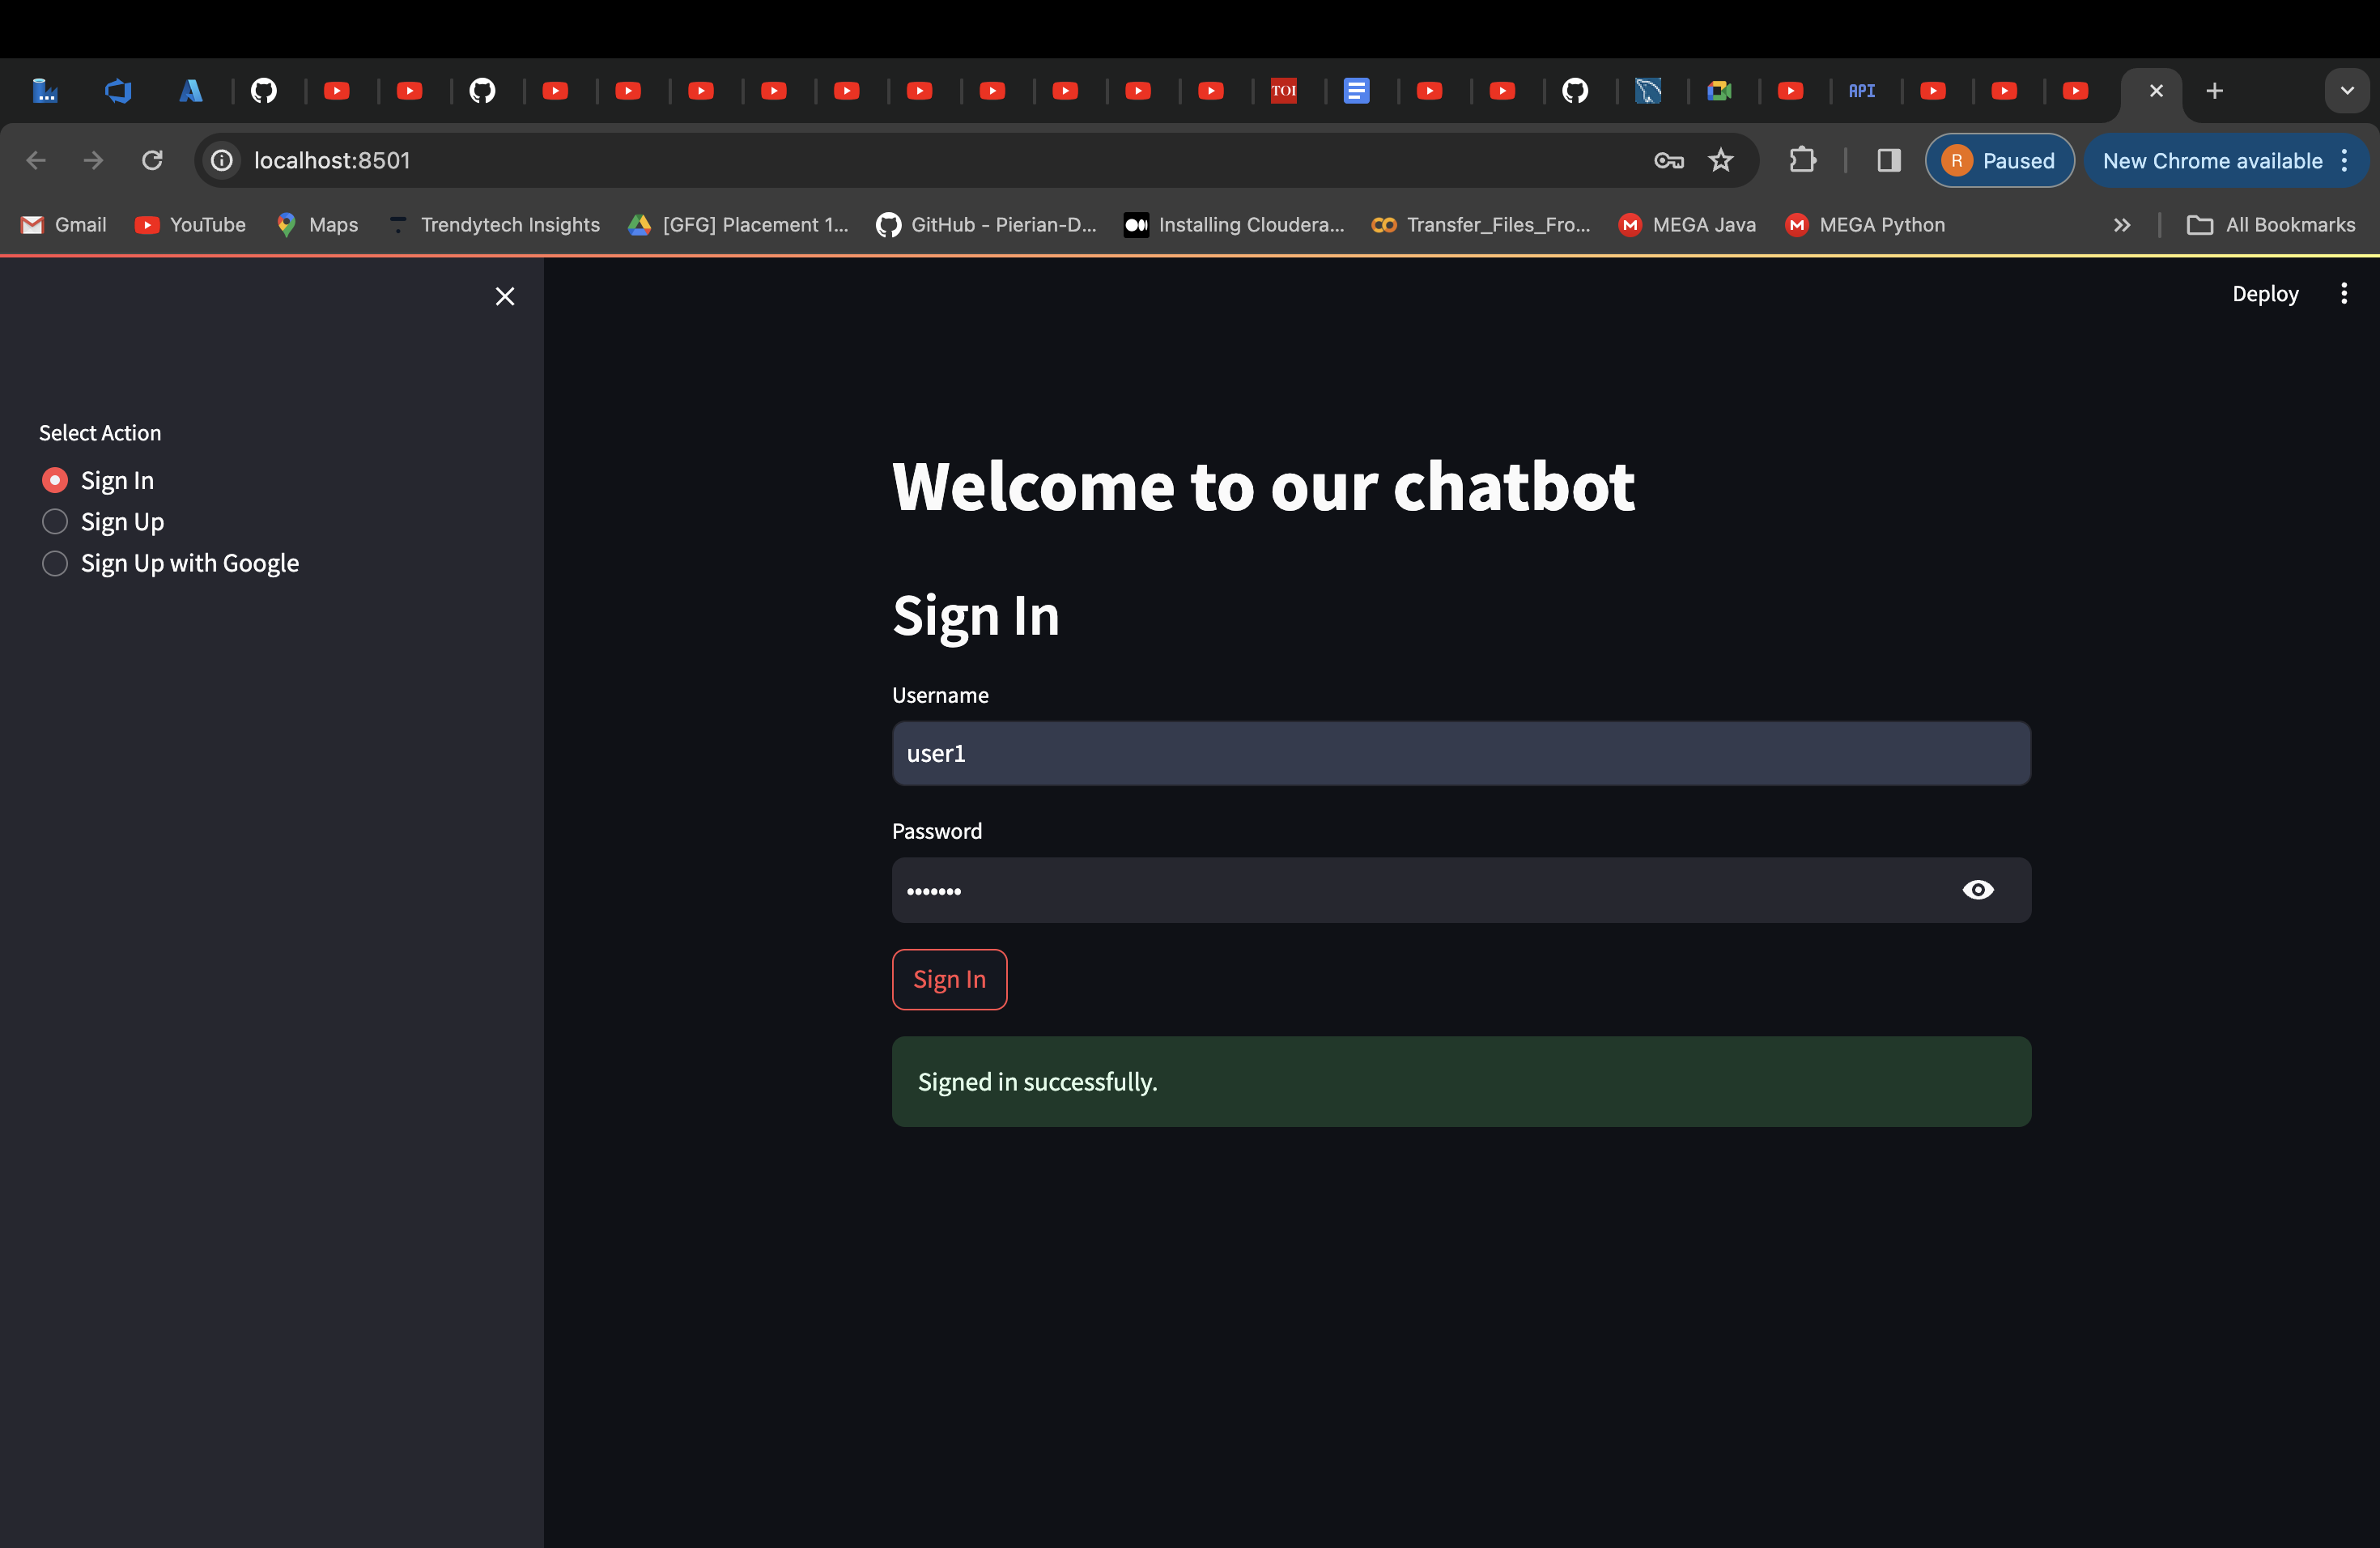 TOI
API
localhost:8501
R Paused
New Chrome available
Gmail
YouTube
Maps
Trendytech Insights
[GFG] Placement 1...
GitHub - Pierian-D...
Installing Cloudera...
Transfer_Files_Fro...
MEGA Java
MEGA Python
All Bookmarks
Deploy
Select Action
Sign In
Sign Up
Sign Up with Google
Welcome to our chatbot
Sign In
Username
user1
Password
•••••••
Sign In
Signed in successfully.